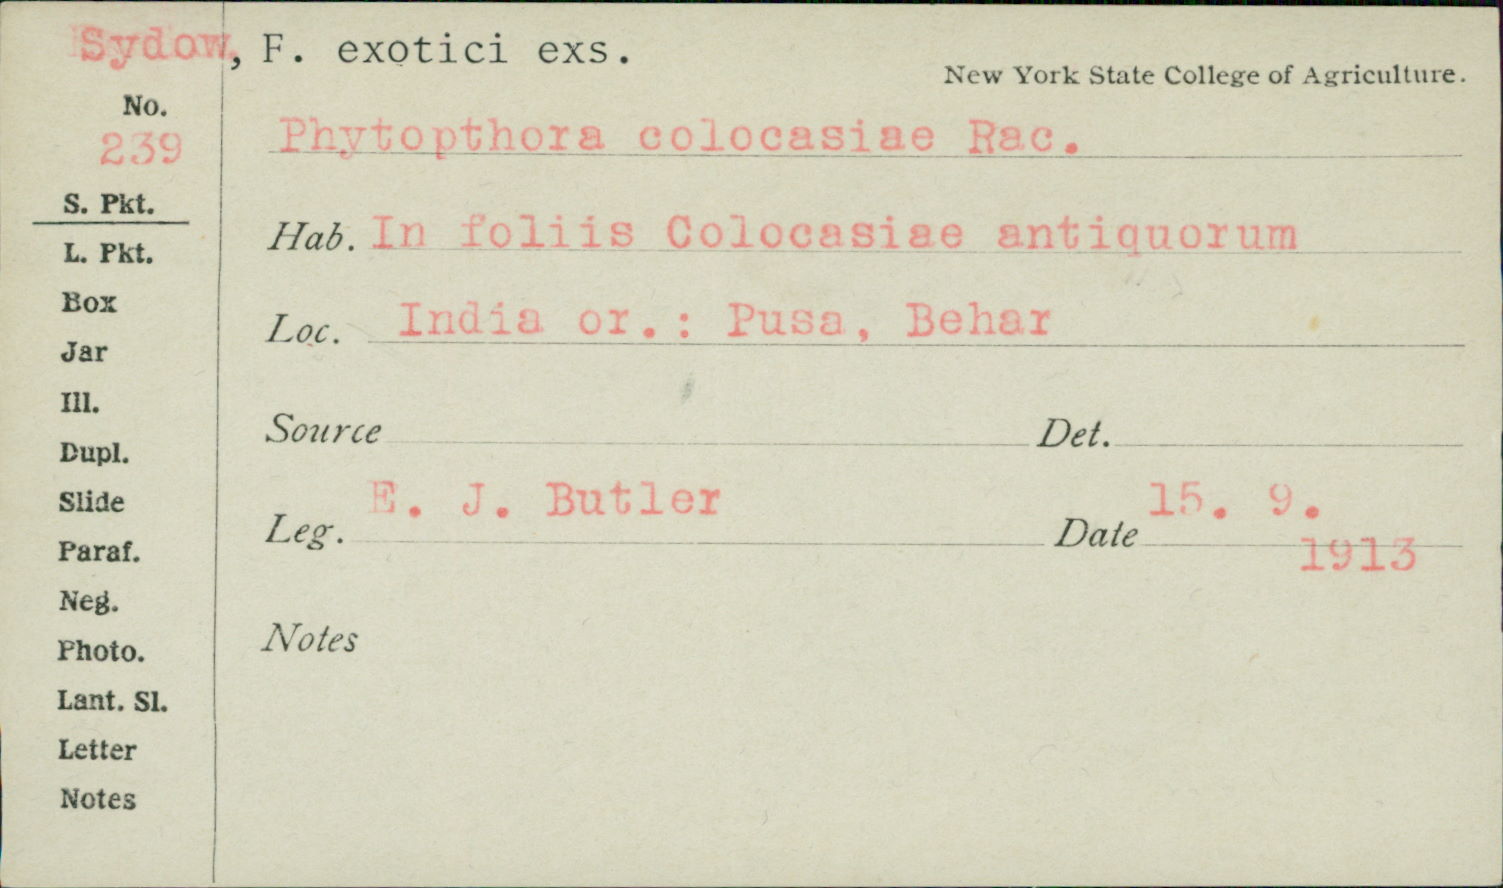 Sydow, F. exotici exs.
New York State College of Agriculture.
No.
239
Phytopthora colocasiae Rac.
S. Pkt.
L. Pkt.
Box
Jar
Ill.
Dupl.
Slide
Paraf.
Neg.
Photo.
Lant. Sl.
Letter
Notes
Hab. In foliis Colocasiae antiquorum
Loc. India or.: Pusa, Behar
Source Det.
Leg. E. J. Butler Date 15. 9.
1913
Notes